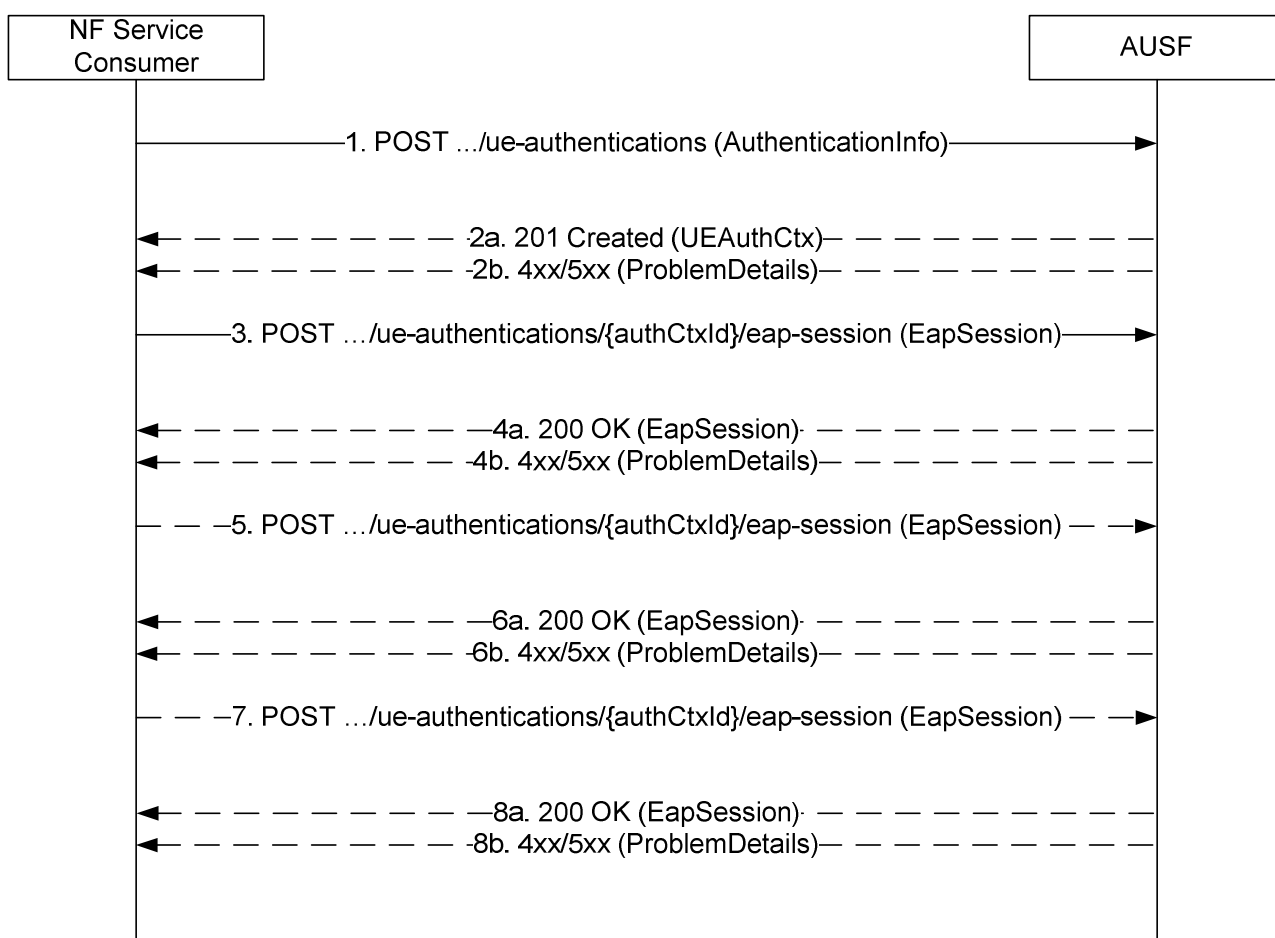 NF Service
Consumer
AUSF
1. POST .../ue-authentications (AuthenticationInfo)
2a. 201 Created (UEAuthCtx)
2b. 4xx/5xx (ProblemDetails)
3. POST .../ue-authentications/{authCtxId}/eap-session (EapSession)
4a. 200 OK (EapSession)
4b. 4xx/5xx (ProblemDetails)
5. POST .../ue-authentications/{authCtxId}/eap-session (EapSession)
6a. 200 OK (EapSession)
6b. 4xx/5xx (ProblemDetails)
7. POST .../ue-authentications/{authCtxId}/eap-session (EapSession)
8a. 200 OK (EapSession)
8b. 4xx/5xx (ProblemDetails)